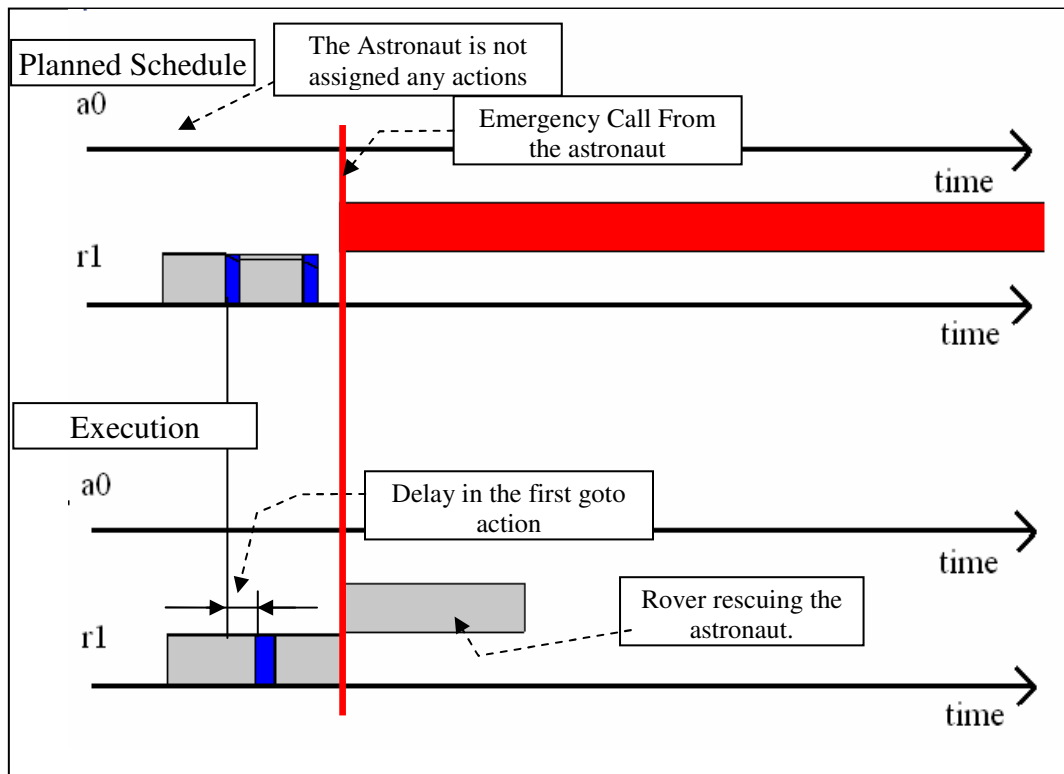 Planned Schedule
The Astronaut is not
assigned any actions
a0
Emergency Call From
the astronaut
time
r1
time
Execution
a0
Delay in the first goto
action
time
Rover rescuing the
astronaut.
r1
time